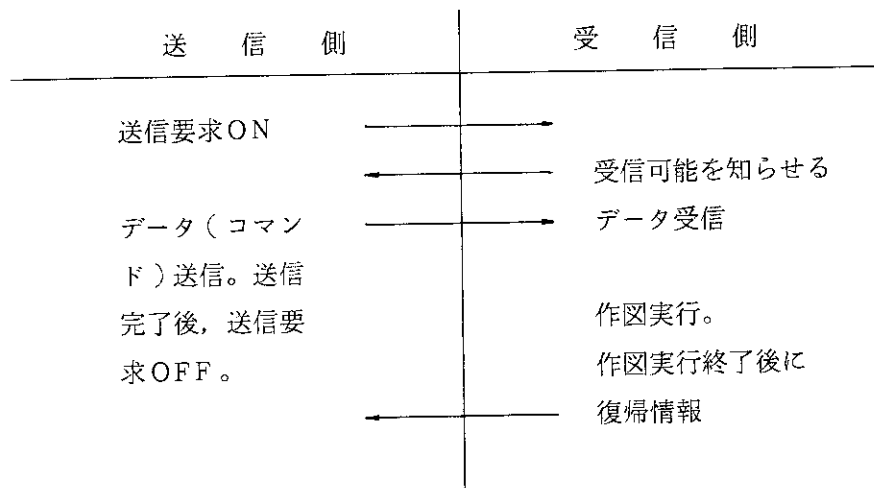 送信側
受信側
送信要求ON
受信可能を知らせる
データ(コマン
ド)送信。送信
完了後,送信要
求OFF。
データ受信
作図実行。
作図実行終了後に
復帰情報